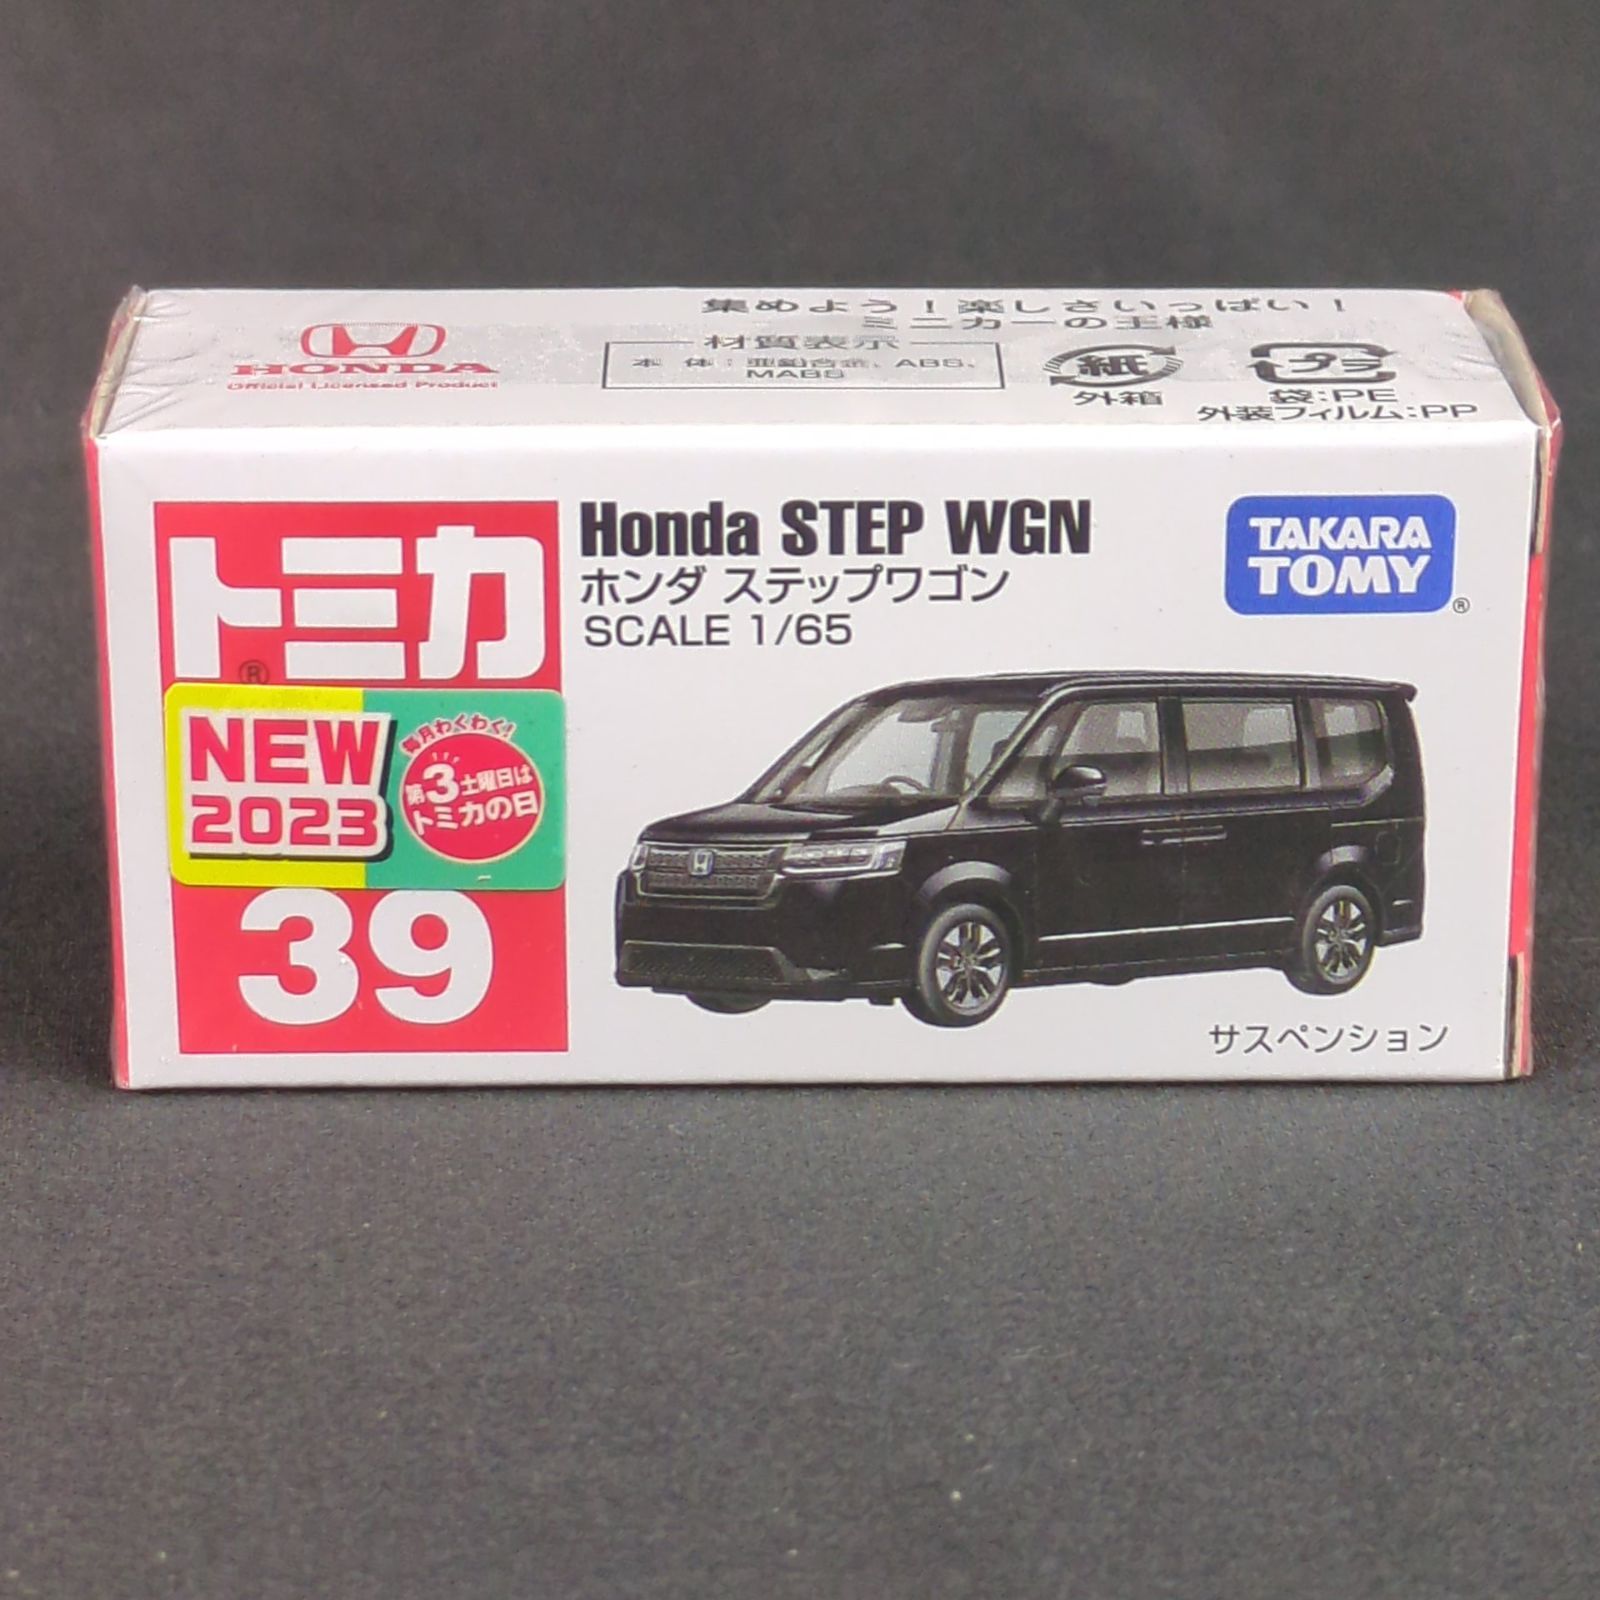 集めよう！楽しさいっぱい！
ミニカーの王様
HONDA
Official Licensed Product
材質表示
本 体：亜鉛合金、ABS、
MABS
紙
外箱
プラ
袋：PE
外装フィルム：PP
トミカ
®
Honda STEP WGN
ホンダ ステップワゴン
SCALE 1/65
TAKARA
TOMY
®
NEW
2023
毎月わくわく！
第3土曜日は
トミカの日
39
サスペンション